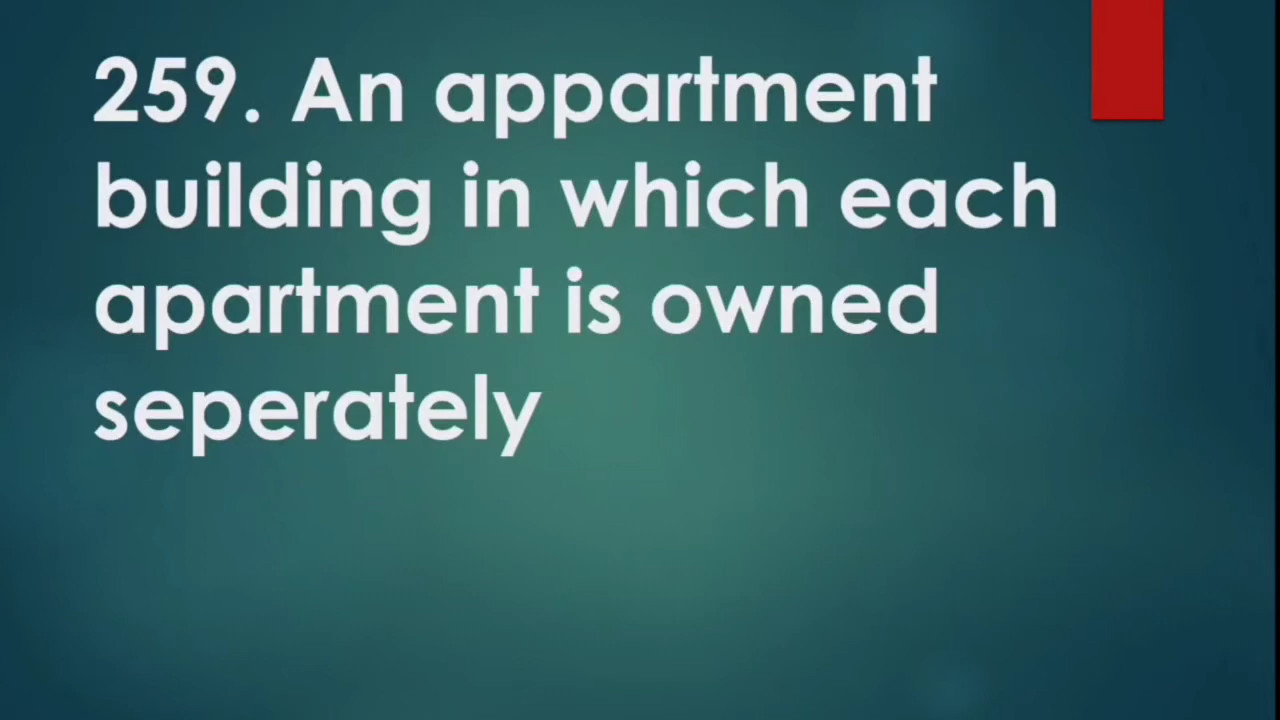 259. An appartment
building in which each
apartment is owned
seperately